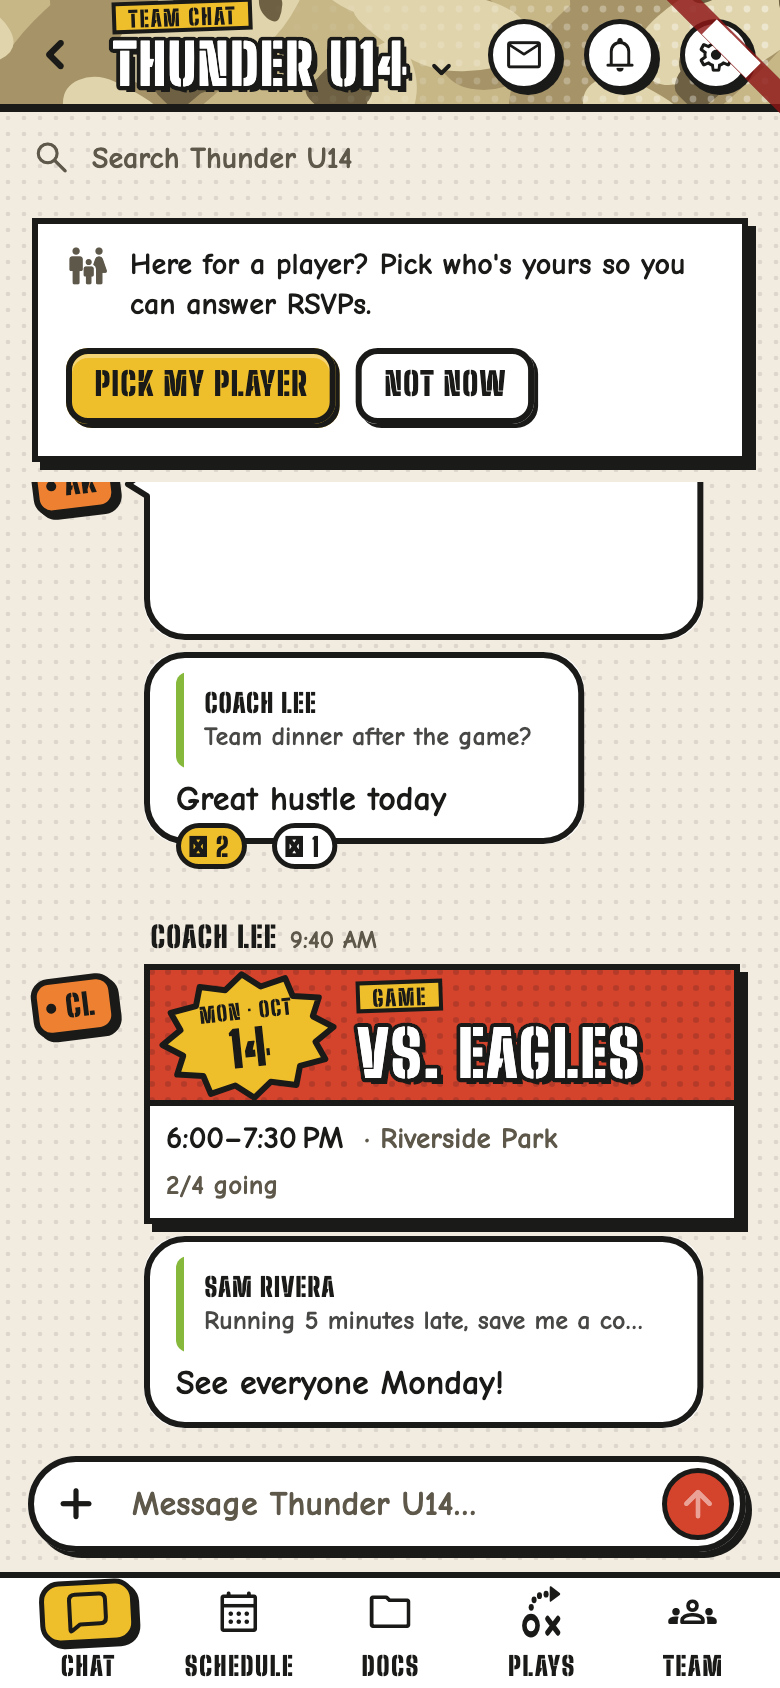 TEAM CHAT
THUNDER U14
Search Thunder U14
Here for a player? Pick who's yours so you
can answer RSVPs.
PICK MY PLAYER
NOT NOW
COACH LEE
Team dinner after the game?
Great hustle today
2
1
COACH LEE 9:40 AM
• CL
MON · OCT
14
GAME
VS. EAGLES
6:00–7:30 PM · Riverside Park
2/4 going
SAM RIVERA
Running 5 minutes late, save me a co...
See everyone Monday!
Message Thunder U14...
CHAT
SCHEDULE
DOCS
PLAYS
TEAM